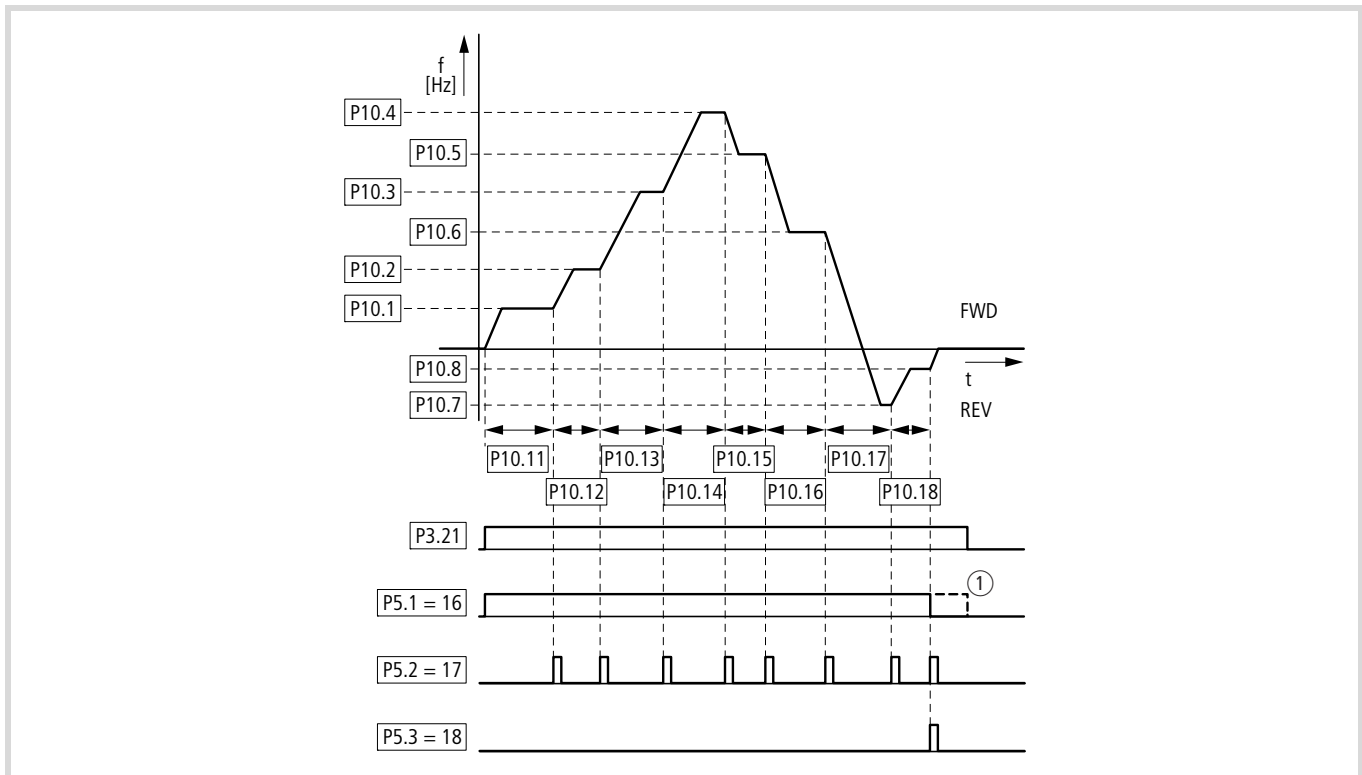 f
[Hz]
P10.4
P10.5
P10.3
P10.6
P10.2
P10.1
FWD
P10.8
t
P10.7
REV
P10.11 P10.13 P10.15 P10.17
P10.12 P10.14 P10.16 P10.18
P3.21
1
P5.1 = 16
P5.2 = 17
P5.3 = 18